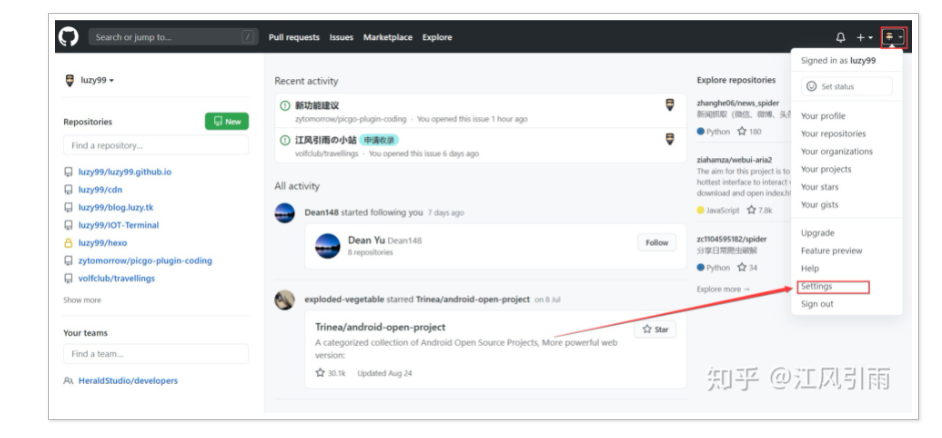 Search or jump to...
/
Pull requests Issues Marketplace Explore
luzy99
Repositories
New
Find a repository...
luzy99/luzy99.github.io
luzy99/cdn
luzy99/blog.luzy.tk
luzy99/IOT-Terminal
luzy99/hexo
zytomorrow/picgo-plugin-coding
volfclub/travellings
Show more
Your teams
Find a team...
HeraldStudio/developers
Recent activity
新功能建议
zytomorrow/picgo-plugin-coding · You opened this issue 1 hour ago
江风引雨の小站 申请收录
volfclub/travellings · You opened this issue 6 days ago
All activity
Dean148 started following you 7 days ago
Dean Yu Dean148
8 repositories
Follow
exploded-vegetable starred Trinea/android-open-project on 8 Jul
Trinea/android-open-project
A categorized collection of Android Open Source Projects, More powerful web
version:
30.1k Updated Aug 24
Star
Explore repositories
zhanghe06/news_spider
新闻抓取（微信、微博、头
Python 180
ziahamza/webui-aria2
The aim for this project is to
hottest interface to interact
download and open index.h
JavaScript 7.8k
zc1104595182/spider
分享日常爬虫破解
Python 34
Explore more →
Signed in as luzy99
Set status
Your profile
Your repositories
Your organizations
Your projects
Your stars
Your gists
Upgrade
Feature preview
Help
Settings
Sign out
知乎 @江风引雨